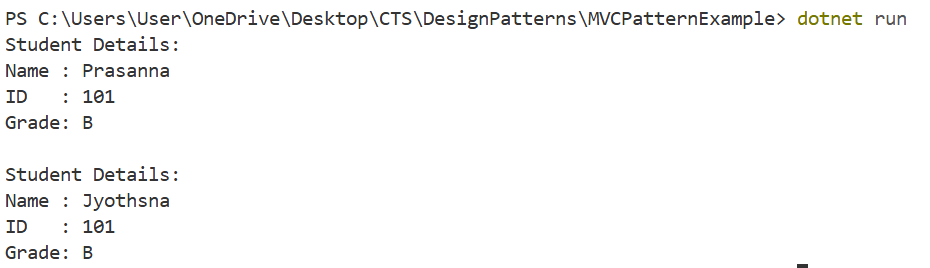 PS C:\Users\User\OneDrive\Desktop\CTS\DesignPatterns\MVCPatternExample> dotnet run
Student Details:
Name : Prasanna
ID   : 101
Grade: B

Student Details:
Name : Jyothsna
ID   : 101
Grade: B